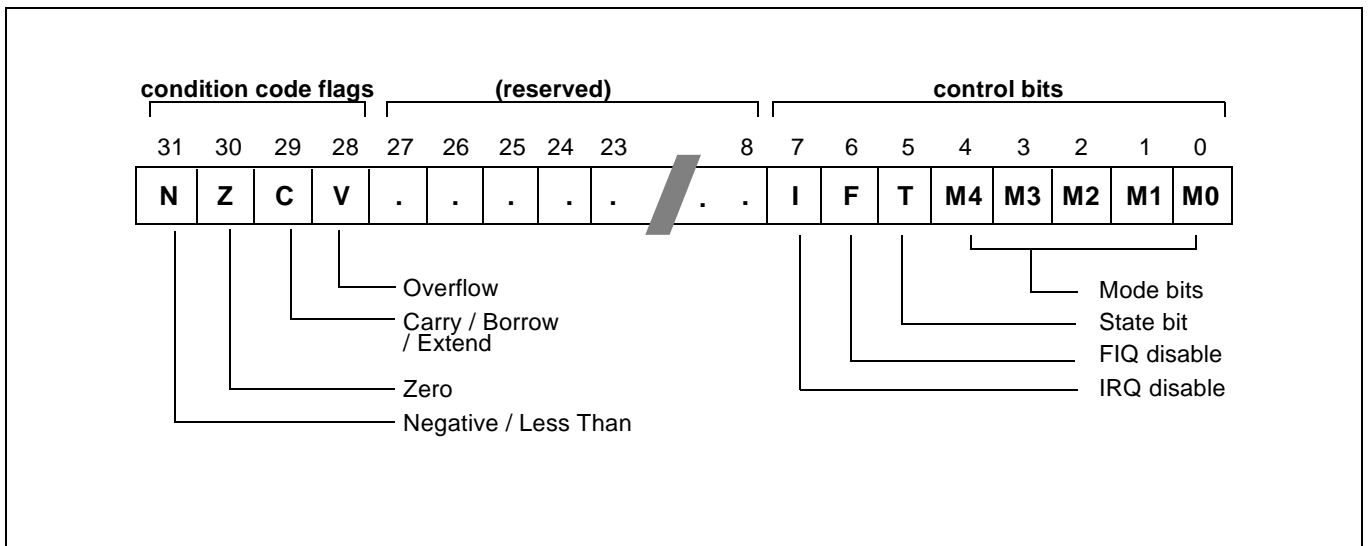 condition code flags (reserved) control bits
31 30 29 28 27 26 25 24 23 8 7 6 5 4 3 2 1 0
N Z C V . . . . . . . I F T M4 M3 M2 M1 M0
Overflow Mode bits
Carry / Borrow State bit
/ Extend FIQ disable
Zero IRQ disable
Negative / Less Than